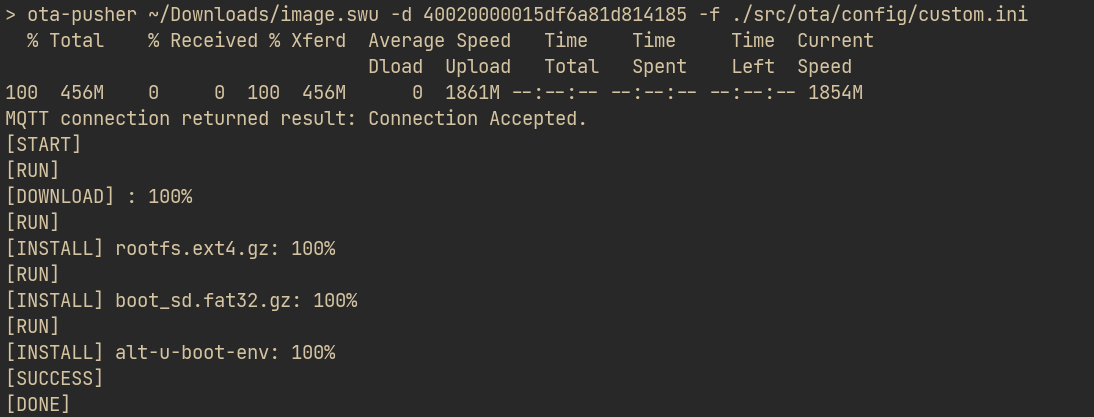 > ota-pusher ~/Downloads/image.swu -d 40020000015df6a81d814185 -f ./src/ota/config/custom.ini
  % Total    % Received % Xferd  Average Speed   Time    Time     Time  Current
                                 Dload  Upload   Total   Spent    Left  Speed
100  456M    0     0  100  456M      0  1861M --:--:-- --:--:-- --:--:-- 1854M
MQTT connection returned result: Connection Accepted.
[START]
[RUN]
[DOWNLOAD] : 100%
[RUN]
[INSTALL] rootfs.ext4.gz: 100%
[RUN]
[INSTALL] boot_sd.fat32.gz: 100%
[RUN]
[INSTALL] alt-u-boot-env: 100%
[SUCCESS]
[DONE]